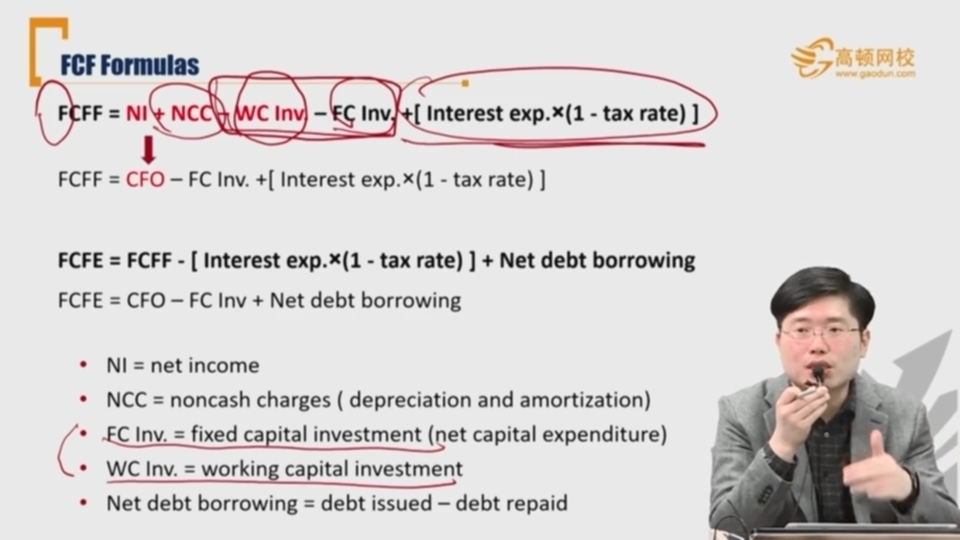 FCF Formulas
高顿网校
www.gaodun.com
FCFF = NI + NCC – WC Inv. – FC Inv. +[ Interest exp.×(1 - tax rate) ]
FCFF = CFO – FC Inv. +[ Interest exp.×(1 - tax rate) ]
FCFE = FCFF - [ Interest exp.×(1 - tax rate) ] + Net debt borrowing
FCFE = CFO – FC Inv + Net debt borrowing
• NI = net income
• NCC = noncash charges ( depreciation and amortization)
• FC Inv. = fixed capital investment (net capital expenditure)
• WC Inv. = working capital investment
• Net debt borrowing = debt issued – debt repaid